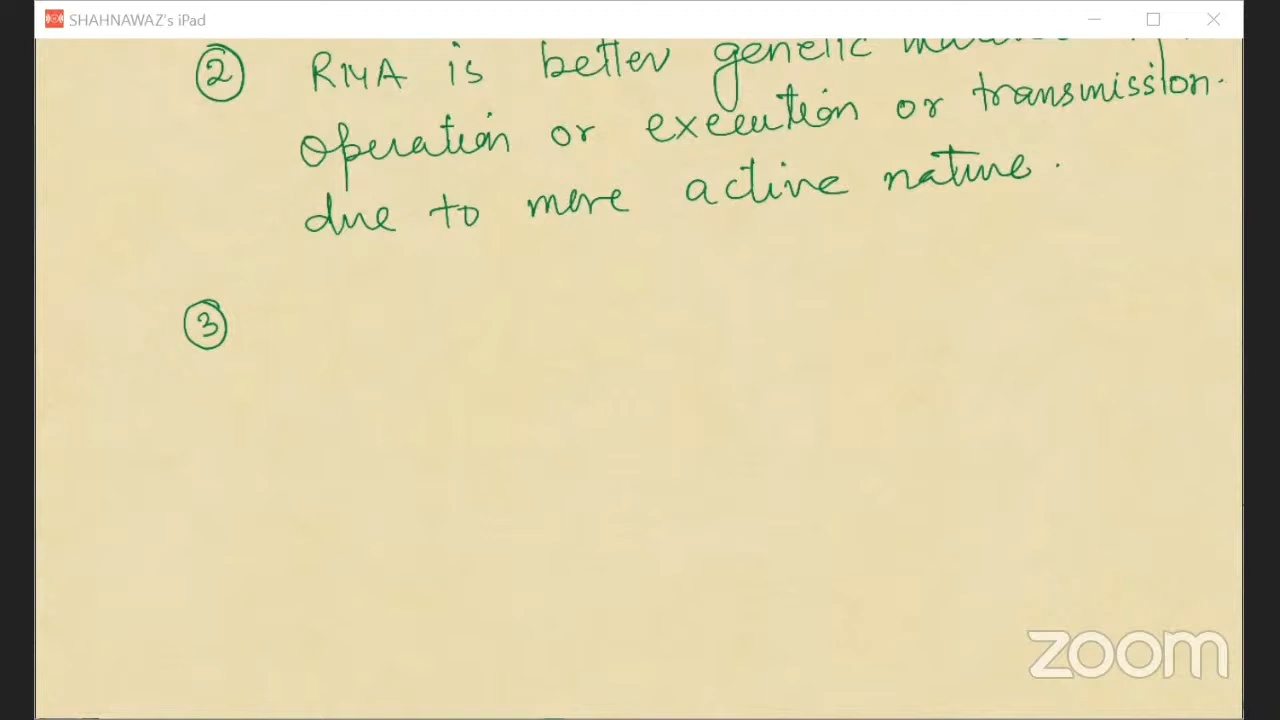 SHAHNAWAZ's iPad
② RNA is better genetic
operation or execution or transmission.
due to more active nature.
③
zoom